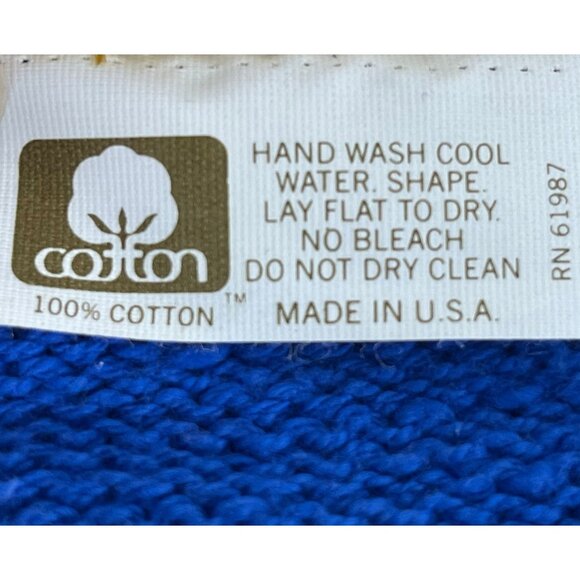 cotton
100% COTTON ™
HAND WASH COOL
WATER. SHAPE.
LAY FLAT TO DRY.
NO BLEACH
DO NOT DRY CLEAN
MADE IN U.S.A.
RN 61987